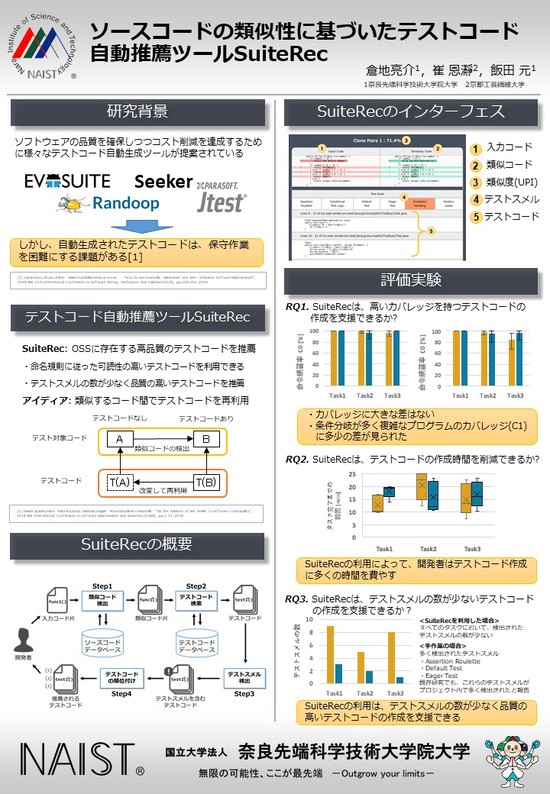 Nara Institute of Science and Technology
NAIST®
ソースコードの類似性に基づいたテストコード
自動推薦ツールSuiteRec
倉地亮介¹，崔 恩瀞²，飯田 元¹
1奈良先端科学技術大学院大学　2京都工芸繊維大学
研究背景
ソフトウェアの品質を確保しつつコスト削減を達成するため
に様々なテストコード自動生成ツールが提案されている
EVOSUITE
Seeker
PARASOFT.
Randoop
Jtest
しかし、自動生成されたテストコードは、保守作業
を困難にする課題がある[1]
テストコード自動推薦ツールSuiteRec
SuiteRec: OSSに存在する高品質のテストコードを推薦
・命名規則に従った可読性の高いテストコードを利用できる
・テストスメルの数が少なく品質の高いテストコードを推薦
アイディア: 類似するコード間でテストコードを再利用
テストコードなし
テストコードあり
テスト対象コード
A
B
類似コードの検出
テストコード
T(A)
T(B)
改変して再利用
SuiteRecの概要
Step1
類似コード
検出
Step2
テストコード
検索
func1()
test1()
入力コード片
類似コード片
テストコード
開発者
ソースコード
データベース
テストコード
データベース
テストコード
の順位付け
Step4
テストスメル
検出
Step3
test1()
推薦される
テストコード
テストスメルを含む
テストコード
SuiteRecのインターフェス
Clone Pairs 1 : 71.4%
1 入力コード
2 類似コード
3 類似度(UPI)
4 テストスメル
5 テストコード
評価実験
RQ1. SuiteRecは、高いカバレッジを持つテストコードの
作成を支援できるか?
命令網羅率 C0 [%]
100
80
60
40
20
0
Task1
Task2
Task3
100
80
60
40
20
0
Task1
Task2
Task3
・カバレッジに大きな差はない
・条件分岐が多く複雑なプログラムのカバレッジ(C1)
に多少の差が見られた
RQ2. SuiteRecは、テストコードの作成時間を削減できるか?
タスク完了までの
時間 [min]
25
20
15
10
5
0
Task1
Task2
Task3
SuiteRecの利用によって、開発者はテストコード作成
に多くの時間を費やす
RQ3. SuiteRecは、テストスメルの数が少ないテストコード
の作成を支援できるか？
テストスメルの数
10
8
6
4
2
0
Task1
Task2
Task3
<SuiteRecを利用した場合>
すべてのタスクにおいて、検出された
テストスメルの数が少ない
<手作業の場合>
多く検出されたテストスメル
・Assertion Roulette
・Default Test
・Eager Test
既存研究でも、これらのテストスメルが
プロジェクト内で多く検出されたと報告
SuiteRecの利用は、テストスメルの数が少なく品質の
高いテストコードの作成を支援できる
NAIST®
国立大学法人 奈良先端科学技術大学院大学
無限の可能性、ここが最先端 －Outgrow your limits－